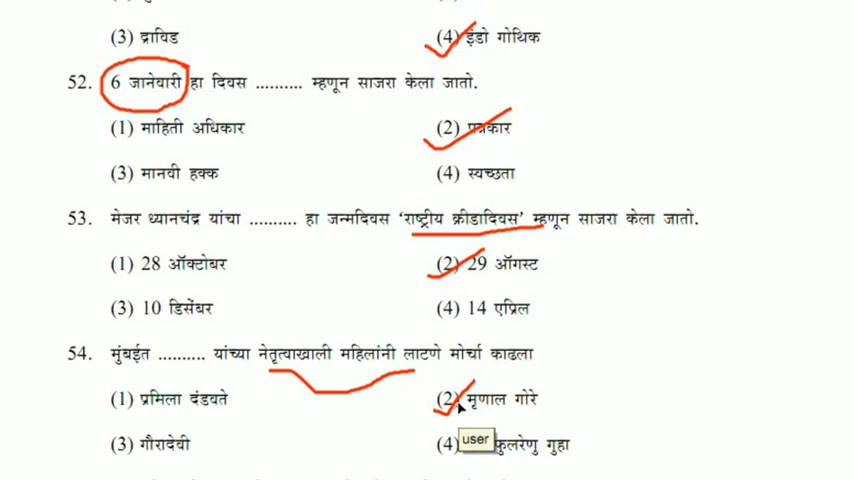 (3) द्राविड (4) इंडो गोथिक
52. 6 जानेवारी हा दिवस .......... म्हणून साजरा केला जातो.
(1) माहिती अधिकार (2) पत्रकार
(3) मानवी हक्क (4) स्वच्छता
53. मेजर ध्यानचंद्र यांचा .......... हा जन्मदिवस ‘राष्ट्रीय क्रीडादिवस’ म्हणून साजरा केला जातो.
(1) 28 ऑक्टोबर (2) 29 ऑगस्ट
(3) 10 डिसेंबर (4) 14 एप्रिल
54. मुंबईत .......... यांच्या नेतृत्वाखाली महिलांनी लाटणे मोर्चा काढला
(1) प्रमिला दंडवते (2) मृणाल गोरे
(3) गौरादेवी (4) फुलरेणु गुहा
user